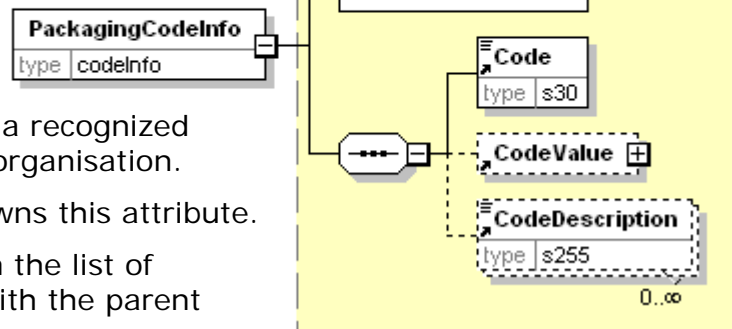 PackagingCodeInfo
type codeInfo
a recognized
organisation.
wns this attribute.
the list of
ith the parent
Code
type s30
CodeValue
CodeDescription
type s255
0..∞